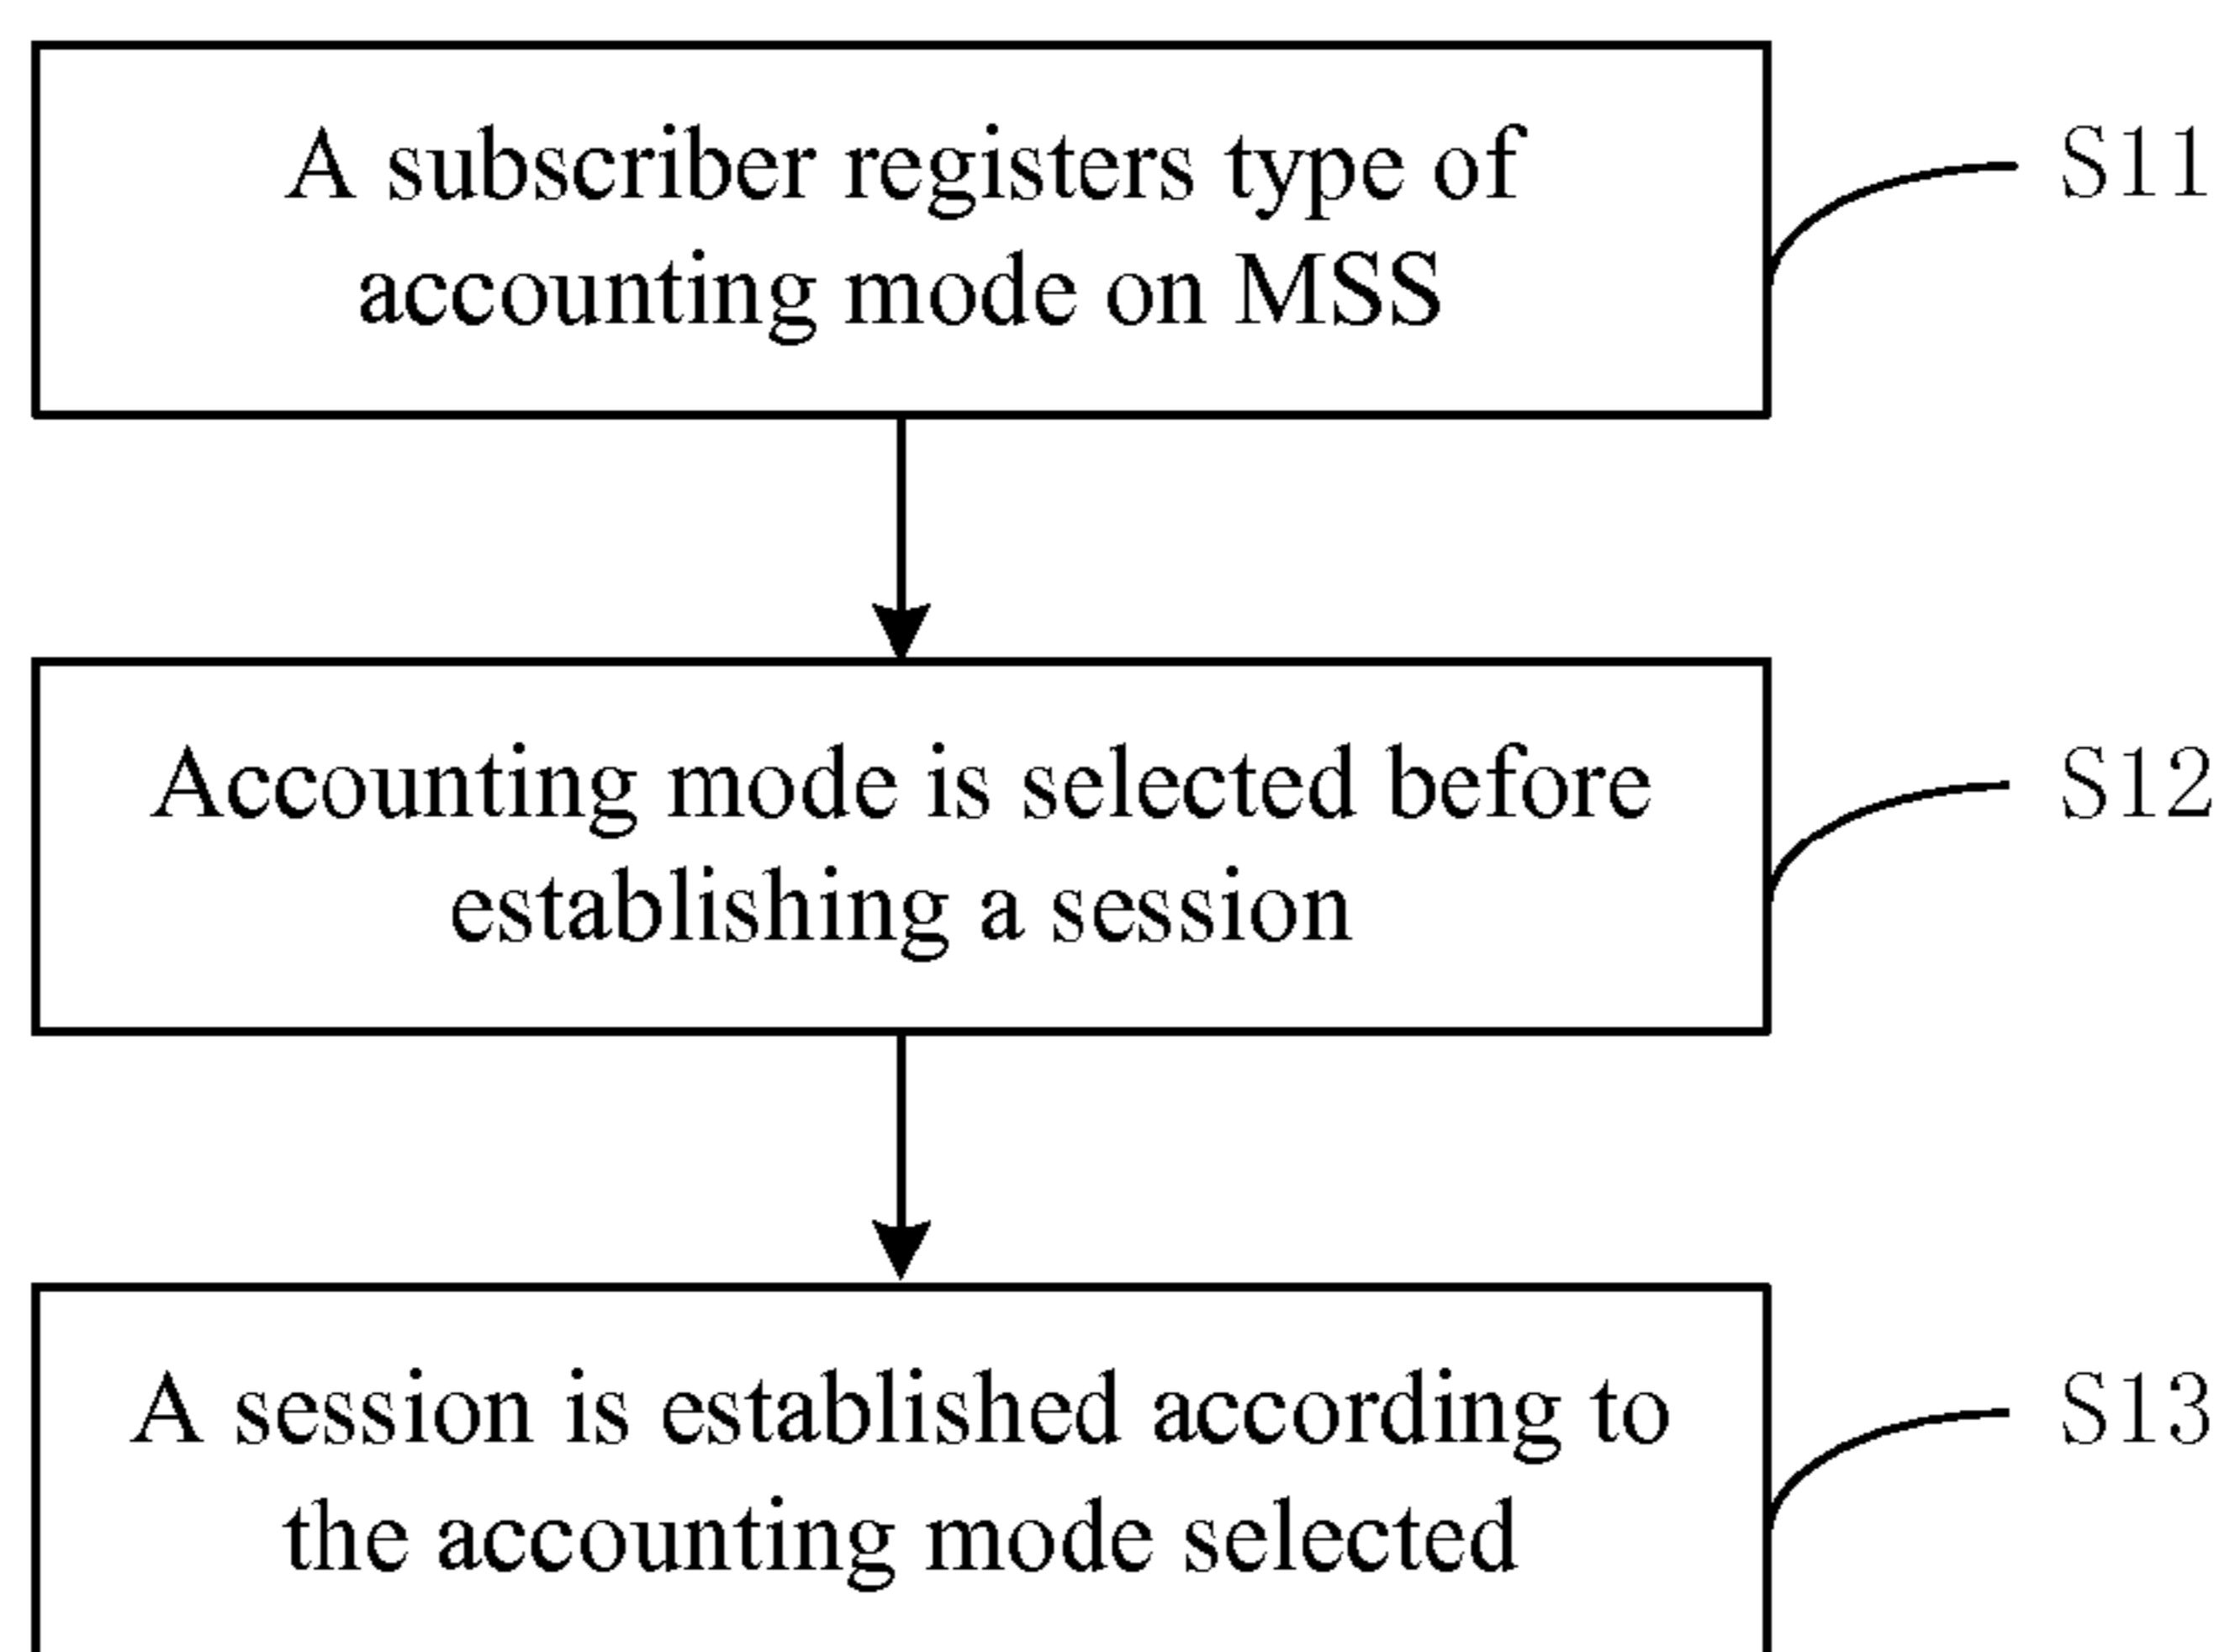 A subscriber registers type of
accounting mode on MSS
S11
Accounting mode is selected before
establishing a session
S12
A session is established according to
the accounting mode selected
S13